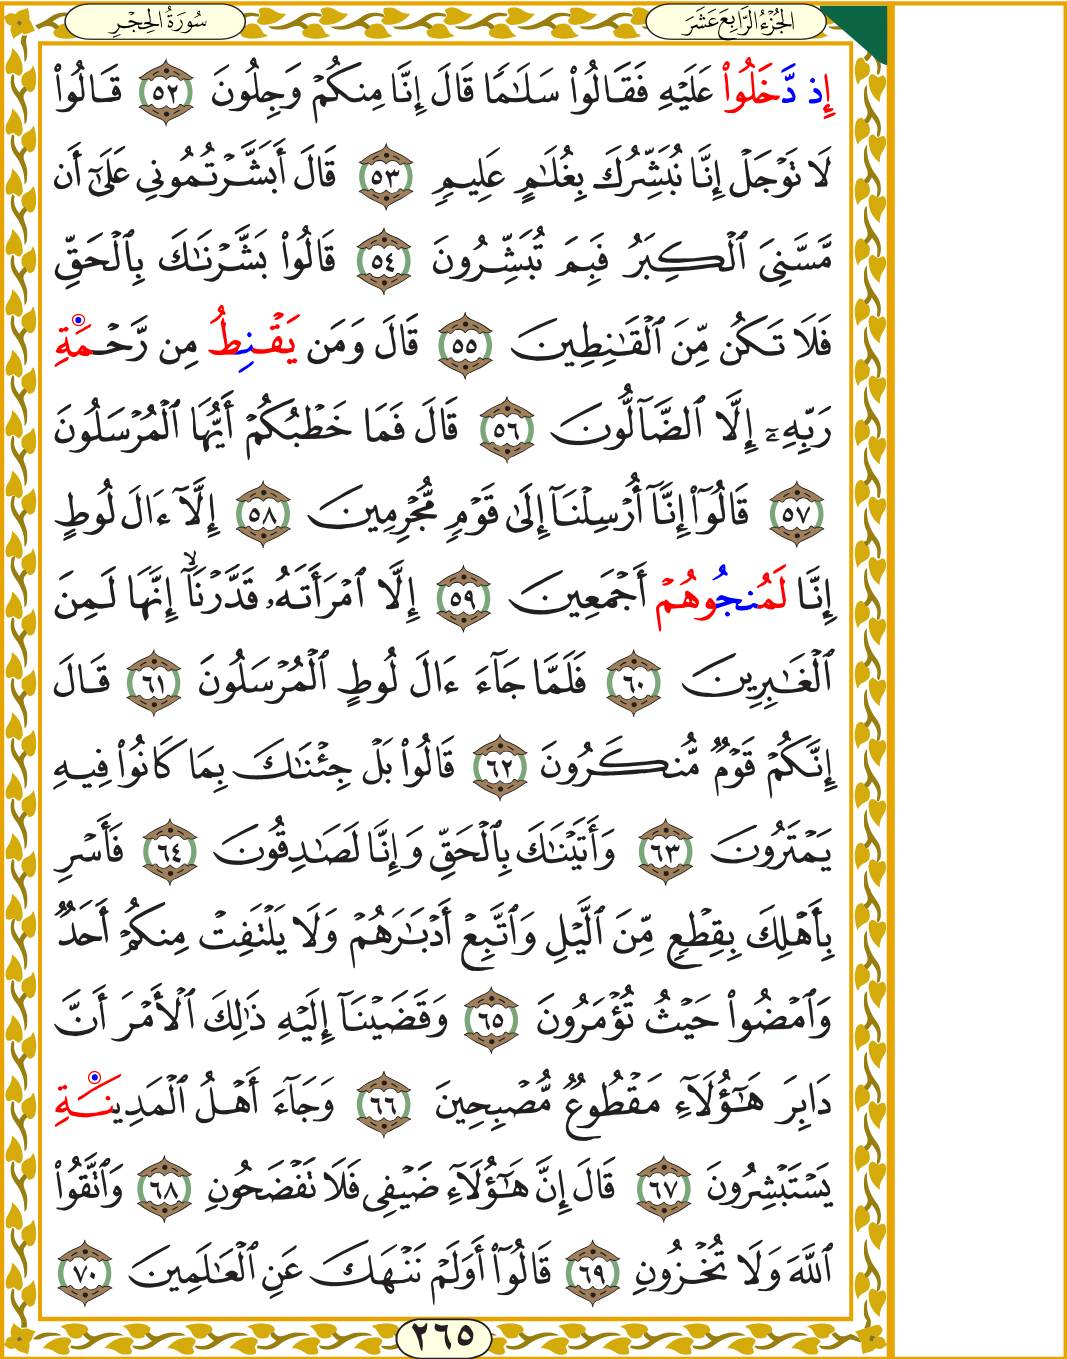 الجُزْءُ الرَّابِعَ عَشَرَ
سُورَةُ الحِجْرِ
إِذ دَّخَلُواْ عَلَيْهِ فَقَالُواْ سَلَـٰمًا قَالَ إِنَّا مِنكُمْ وَجِلُونَ ٥٢ قَالُواْ
لَا تَوْجَلْ إِنَّا نُبَشِّرُكَ بِغُلَـٰمٍ عَلِيمٍ ٥٣ قَالَ أَبَشَّرْتُمُونِي عَلَىٰٓ أَن
مَّسَّنِيَ ٱلْكِبَرُ فَبِمَ تُبَشِّرُونَ ٥٤ قَالُواْ بَشَّرْنَـٰكَ بِٱلْحَقِّ
فَلَا تَكُن مِّنَ ٱلْقَـٰنِطِينَ ٥٥ قَالَ وَمَن يَقْنِطُ مِن رَّحْمَةِ
رَبِّهِۦٓ إِلَّا ٱلضَّآلُّونَ ٥٦ قَالَ فَمَا خَطْبُكُمْ أَيُّهَا ٱلْمُرْسَلُونَ
٥٧ قَالُوٓاْ إِنَّآ أُرْسِلْنَآ إِلَىٰ قَوْمٍ مُّجْرِمِينَ ٥٨ إِلَّآ ءَالَ لُوطٍ
إِنَّا لَمُنجُوهُمْ أَجْمَعِينَ ٥٩ إِلَّا ٱمْرَأَتَهُۥ قَدَّرْنَآ ۙ إِنَّهَا لَمِنَ
ٱلْغَـٰبِرِينَ ٦٠ فَلَمَّا جَآءَ ءَالَ لُوطٍ ٱلْمُرْسَلُونَ ٦١ قَالَ
إِنَّكُمْ قَوْمٌ مُّنكَرُونَ ٦٢ قَالُواْ بَلْ جِئْنَـٰكَ بِمَا كَانُواْ فِيهِ
يَمْتَرُونَ ٦٣ وَأَتَيْنَـٰكَ بِٱلْحَقِّ وَإِنَّا لَصَـٰدِقُونَ ٦٤ فَأَسْرِ
بِأَهْلِكَ بِقِطْعٍ مِّنَ ٱلَّيْلِ وَٱتَّبِعْ أَدْبَـٰرَهُمْ وَلَا يَلْتَفِتْ مِنكُمْ أَحَدٌ
وَٱمْضُواْ حَيْثُ تُؤْمَرُونَ ٦٥ وَقَضَيْنَآ إِلَيْهِ ذَٰلِكَ ٱلْأَمْرَ أَنَّ
دَابِرَ هَـٰٓؤُلَآءِ مَقْطُوعٌ مُّصْبِحِينَ ٦٦ وَجَآءَ أَهْلُ ٱلْمَدِينَةِ
يَسْتَبْشِرُونَ ٦٧ قَالَ إِنَّ هَـٰٓؤُلَآءِ ضَيْفِي فَلَا تَفْضَحُونِ ٦٨ وَٱتَّقُواْ
ٱللَّهَ وَلَا تُخْزُونِ ٦٩ قَالُوٓاْ أَوَلَمْ نَنْهَكَ عَنِ ٱلْعَـٰلَمِينَ ٧٠
٢٦٥